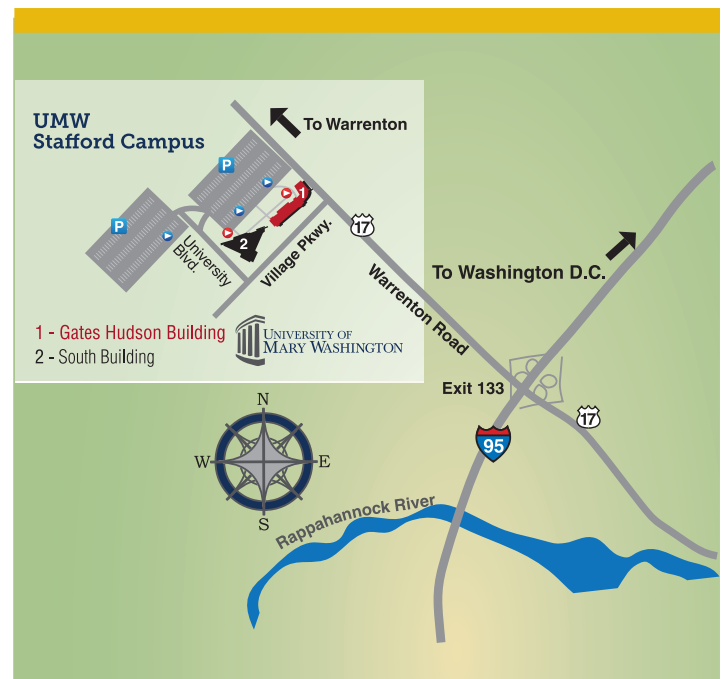 UMW
Stafford Campus
To Warrenton
P
1
P
17
2
University
Blvd.
Village Pkwy.
To Washington D.C.
Warrenton Road
1 - Gates Hudson Building
2 - South Building
UNIVERSITY OF
MARY WASHINGTON
Exit 133
N
17
95
W
E
S
Rappahannock River